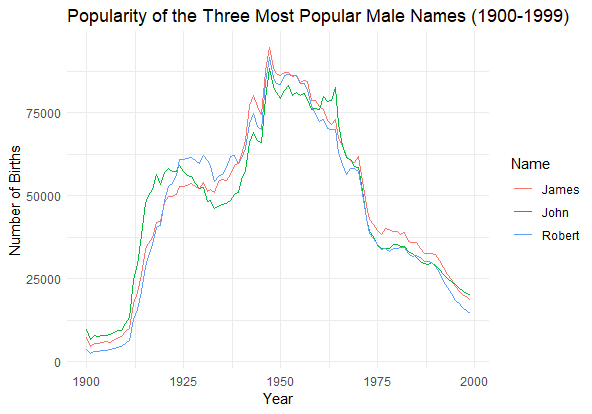 Popularity of the Three Most Popular Male Names (1900-1999)
Number of Births
75000
50000
25000
0
1900
1925
1950
1975
2000
Year
Name
James
John
Robert